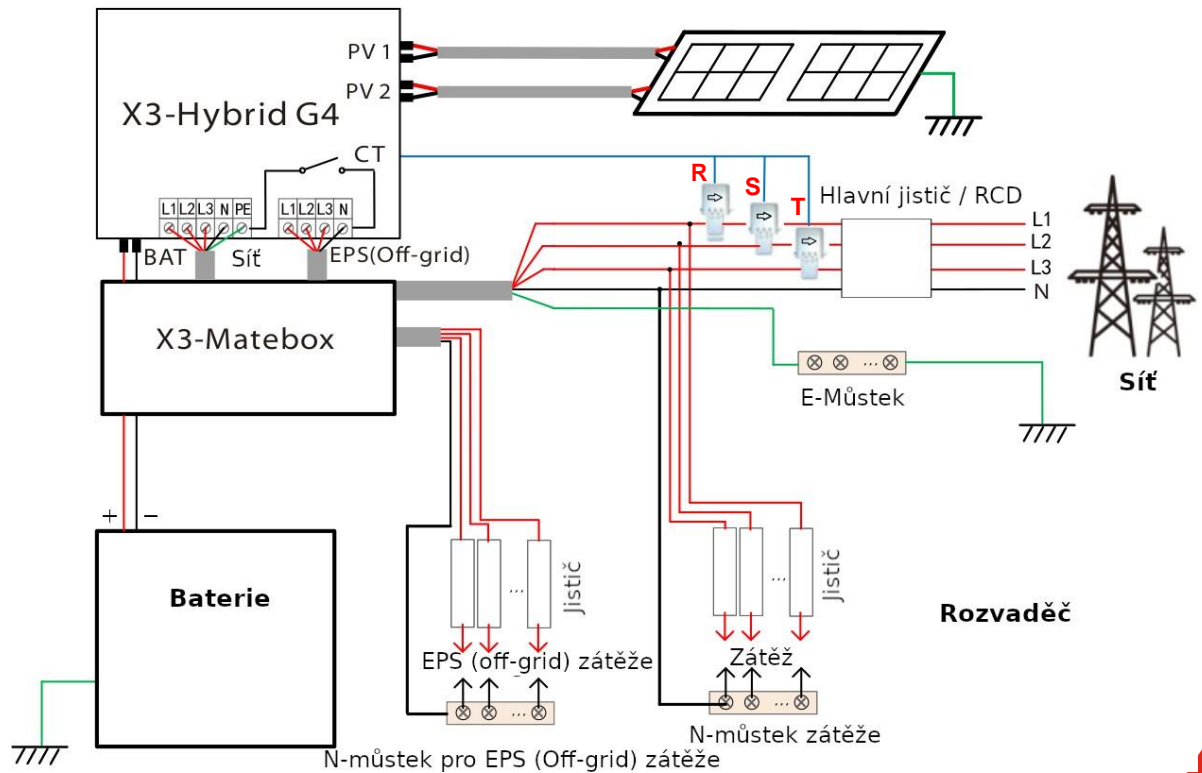 PV 1
PV 2
X3-Hybrid G4
CT
L1 L2 L3 N PE
L1 L2 L3 N
BAT
Síť
EPS(Off-grid)
R
S
T
Hlavní jistič / RCD
L1
L2
L3
N
X3-Matebox
E-Můstek
...
Síť
+ −
Baterie
...
Jistič
...
Jistič
Rozvaděč
EPS (off-grid) zátěže
Zátěž
...
...
N-můstek zátěže
N-můstek pro EPS (Off-grid) zátěže